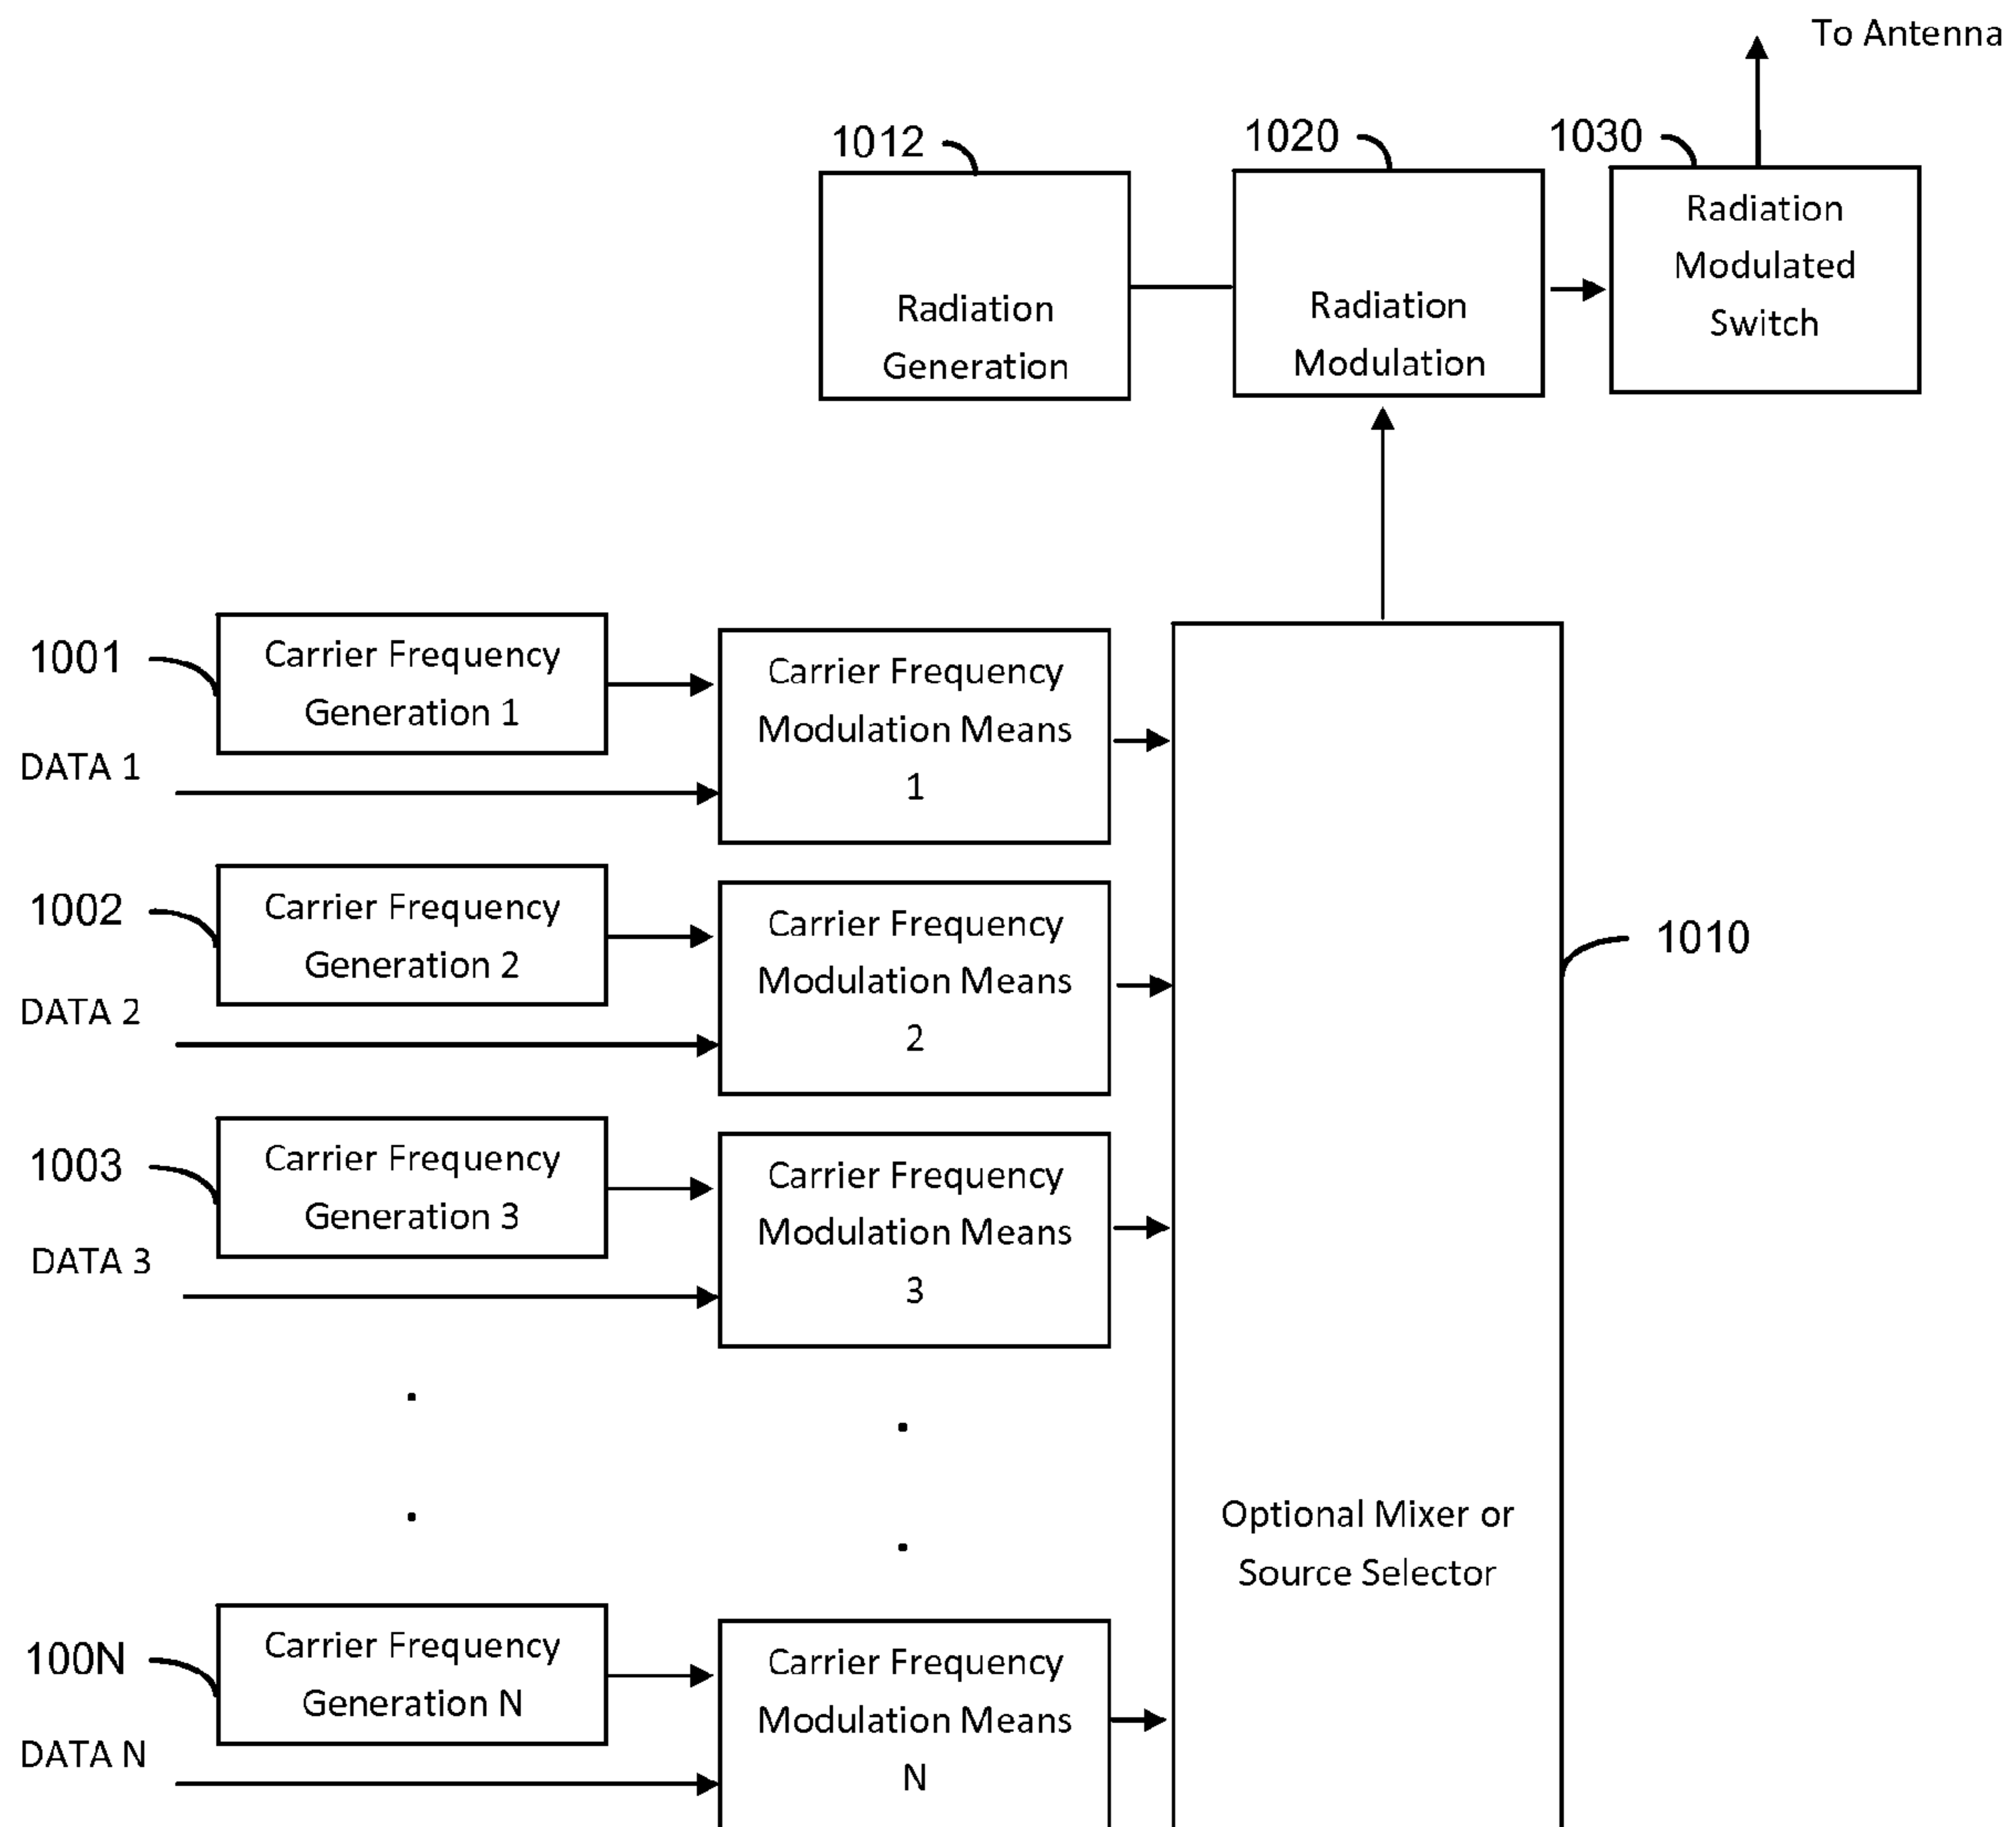 To Antenna
1012
1020
1030
Radiation
Generation
Radiation
Modulation
Radiation
Modulated
Switch
1001
Carrier Frequency
Generation 1
DATA 1
Carrier Frequency
Modulation Means
1
1002
Carrier Frequency
Generation 2
DATA 2
Carrier Frequency
Modulation Means
2
1010
1003
Carrier Frequency
Generation 3
DATA 3
Carrier Frequency
Modulation Means
3
Optional Mixer or
Source Selector
100N
Carrier Frequency
Generation N
DATA N
Carrier Frequency
Modulation Means
N